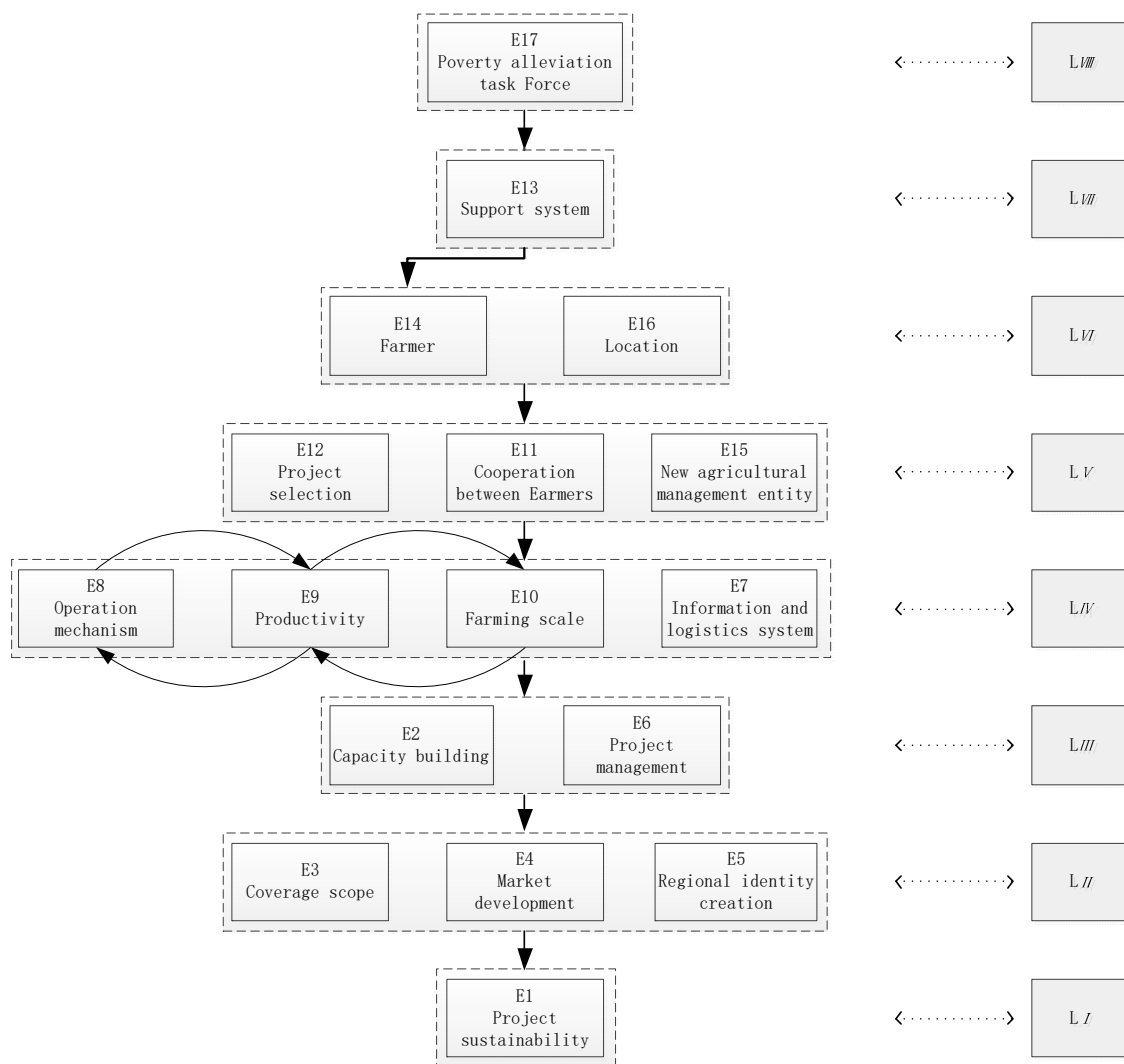 E17
Poverty alleviation
task Force
LⅧ
E13
Support system
LⅦ
E14
Farmer
E16
Location
LⅥ
E12
Project
selection
E11
Cooperation
between Earmers
E15
New agricultural
management entity
LⅤ
E8
Operation
mechanism
E9
Productivity
E10
Farming scale
E7
Information and
logistics system
LⅣ
E2
Capacity building
E6
Project
management
LⅢ
E3
Coverage scope
E4
Market
development
E5
Regional identity
creation
LⅡ
E1
Project
sustainability
LⅠ